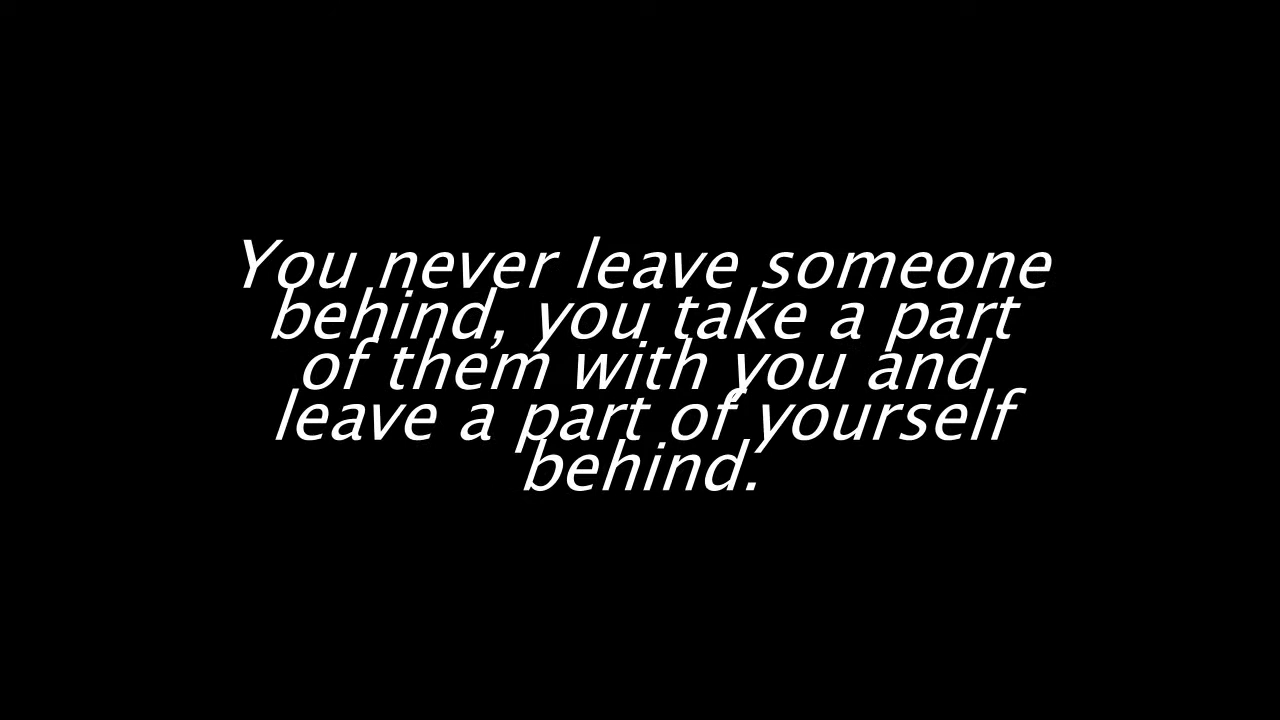 You never leave someone
behind, you take a part
of them with you and
leave a part of yourself
behind.